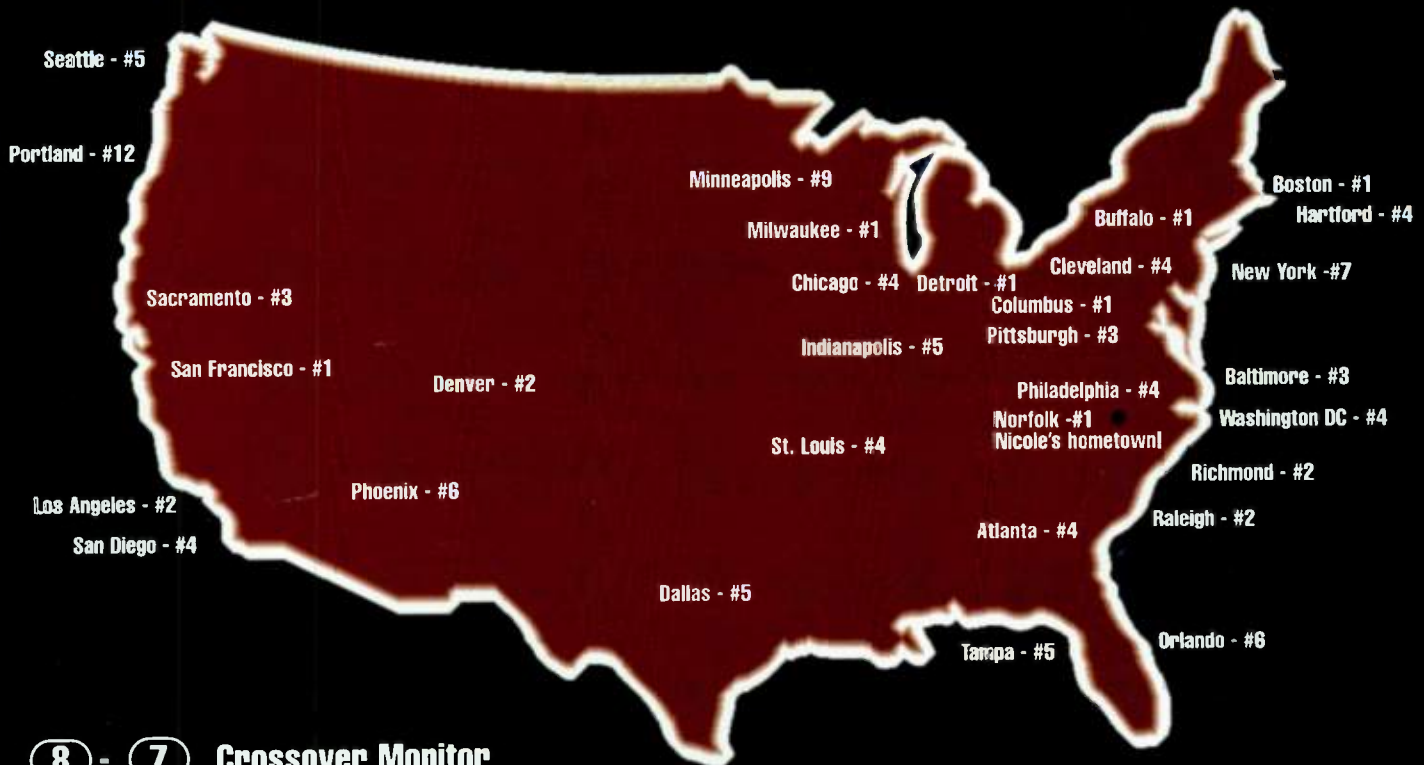 Seattle - #5
Portland - #12
Minneapolis - #9
Boston - #1
Hartford - #4
Buffalo - #1
Milwaukee - #1
Cleveland - #4
New York -#7
Chicago - #4
Detroit - #1
Sacramento - #3
Columbus - #1
Pittsburgh - #3
Indianapolis - #5
San Francisco - #1
Denver - #2
Baltimore - #3
Philadelphia - #4
Norfolk -#1
Nicole's hometown!
Washington DC - #4
St. Louis - #4
Richmond - #2
Phoenix - #6
Los Angeles - #2
Raleigh - #2
Atlanta - #4
San Diego - #4
Dallas - #5
Orlando - #6
Tampa - #5
8 - 7 Crossover Monitor